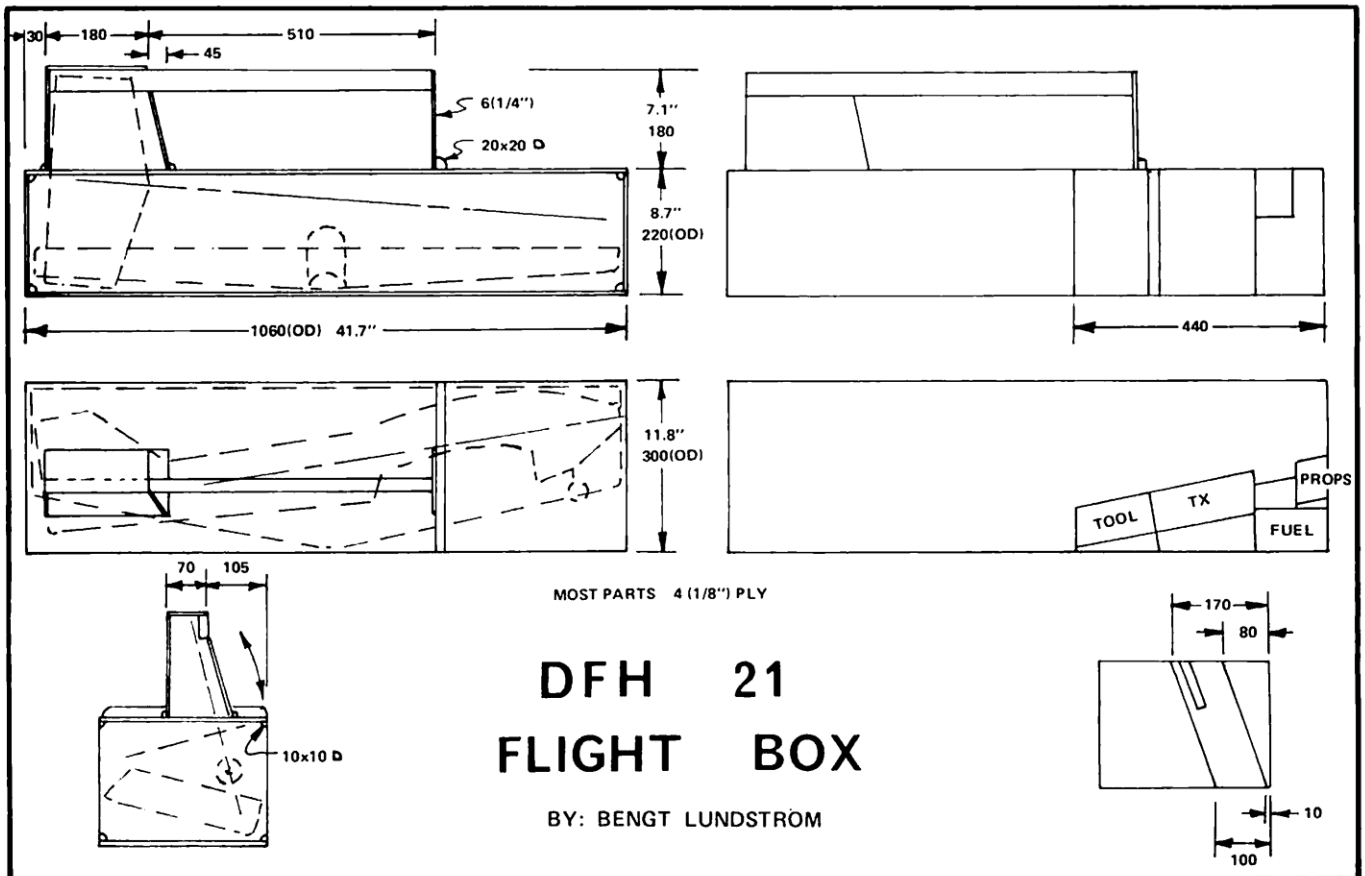 30
180
510
45
6(1/4")
20x20 D
7.1"
180
8.7"
220(OD)
1060(OD) 41.7"
440
11.8"
300(OD)
TOOL
TX
PROPS
FUEL
70
105
10x10 D
MOST PARTS 4 (1/8") PLY
DFH 21
FLIGHT BOX
BY: BENGT LUNDSTROM
170
80
10
100